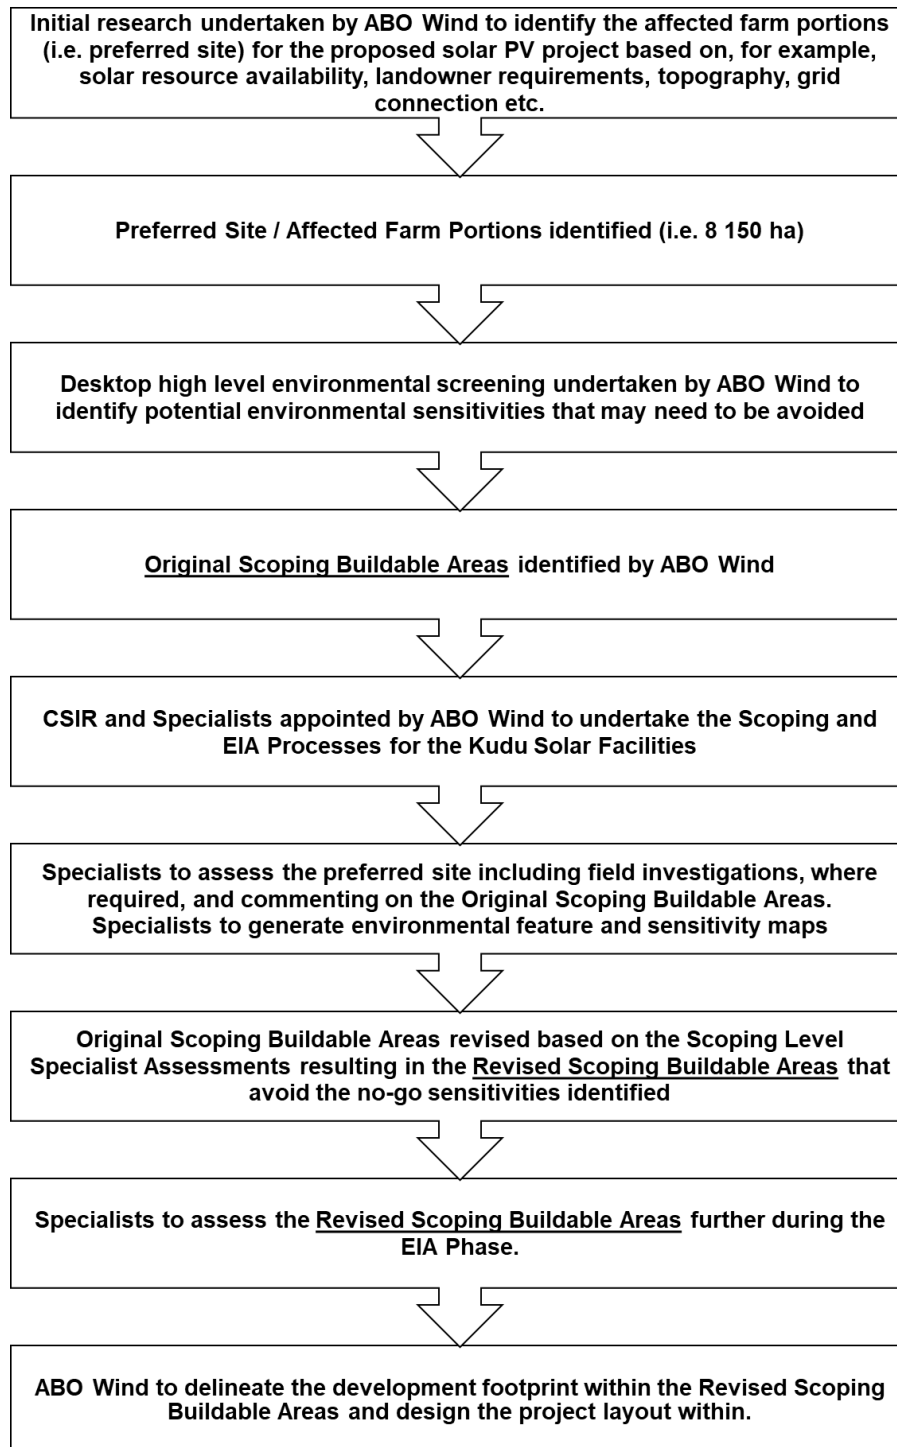 Initial research undertaken by ABO Wind to identify the affected farm portions
(i.e. preferred site) for the proposed solar PV project based on, for example,
solar resource availability, landowner requirements, topography, grid
connection etc.
Preferred Site / Affected Farm Portions identified (i.e. 8 150 ha)
Desktop high level environmental screening undertaken by ABO Wind to
identify potential environmental sensitivities that may need to be avoided
Original Scoping Buildable Areas identified by ABO Wind
CSIR and Specialists appointed by ABO Wind to undertake the Scoping and
EIA Processes for the Kudu Solar Facilities
Specialists to assess the preferred site including field investigations, where
required, and commenting on the Original Scoping Buildable Areas.
Specialists to generate environmental feature and sensitivity maps
Original Scoping Buildable Areas revised based on the Scoping Level
Specialist Assessments resulting in the Revised Scoping Buildable Areas that
avoid the no-go sensitivities identified
Specialists to assess the Revised Scoping Buildable Areas further during the
EIA Phase.
ABO Wind to delineate the development footprint within the Revised Scoping
Buildable Areas and design the project layout within.